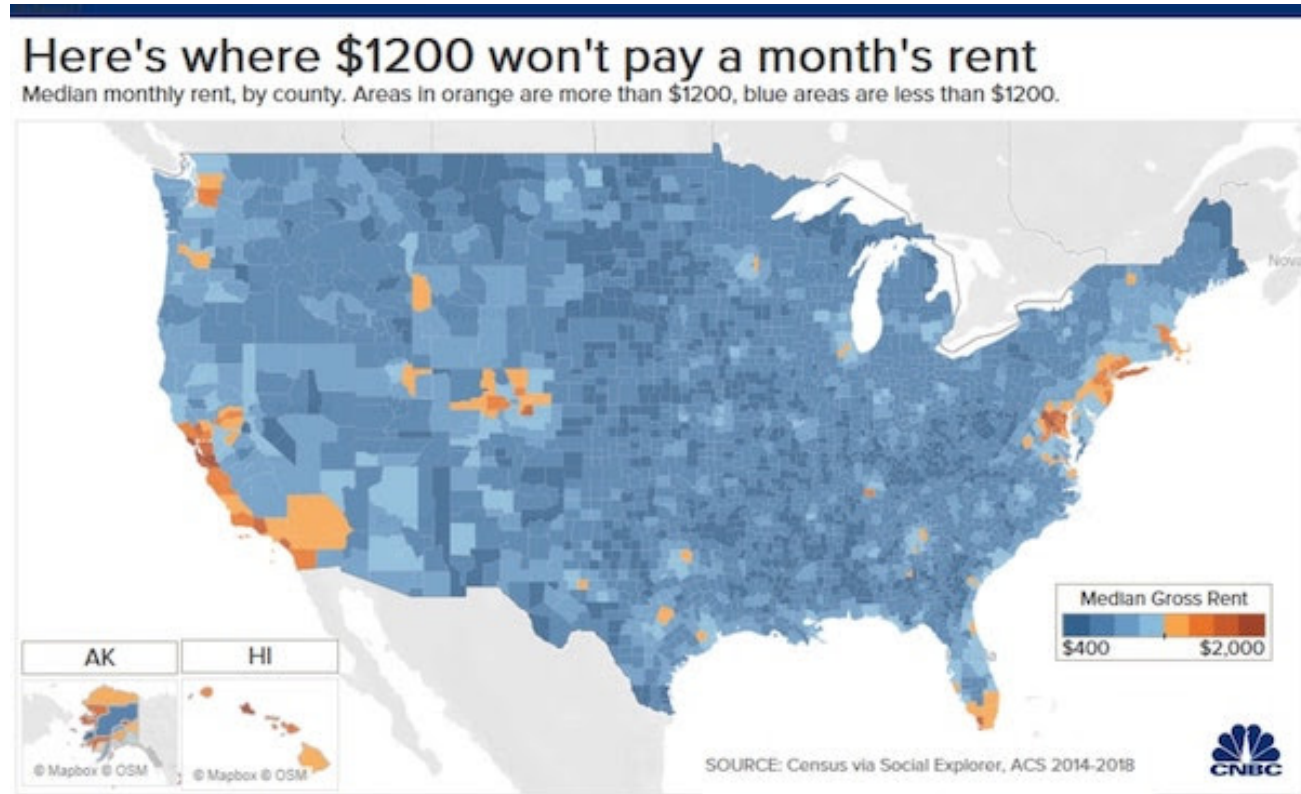 Here's where $1200 won't pay a month's rent
Median monthly rent, by county. Areas in orange are more than $1200, blue areas are less than $1200.
Nova
Median Gross Rent
$400 $2,000
AK
HI
© Mapbox © OSM
© Mapbox © OSM
SOURCE: Census via Social Explorer, ACS 2014-2018
CNBC